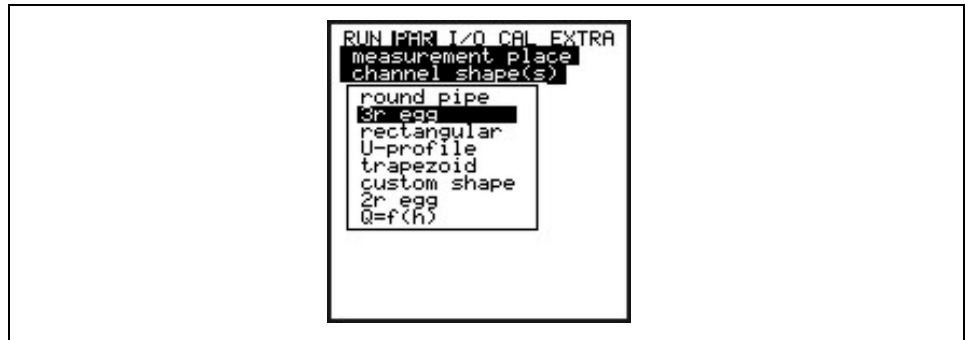 RUN PAR I/O CAL EXTRA
measurement place
channel shape(s)
round pipe
3r egg
rectangular
U-profile
trapezoid
custom shape
2r egg
Q=f(h)